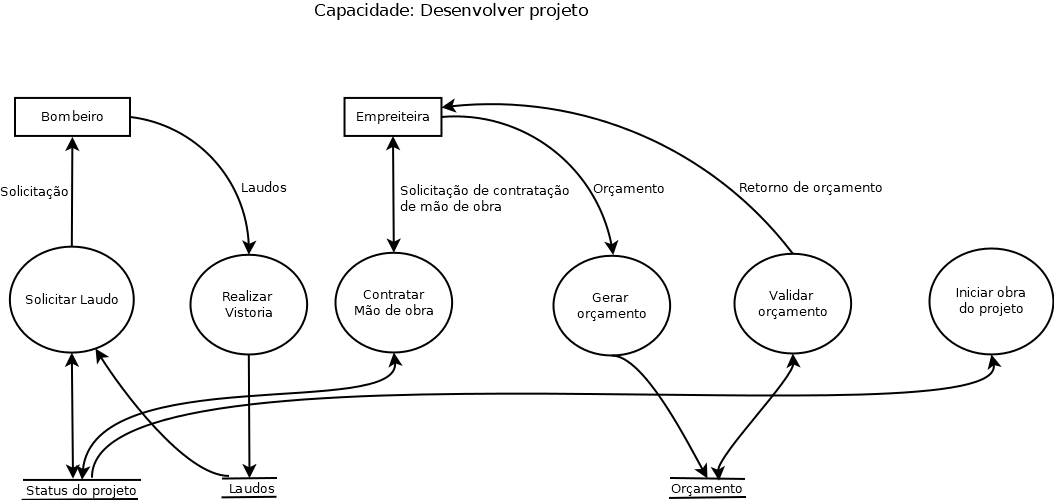 Capacidade: Desenvolver projeto
Bombeiro
Empreiteira
Solicitação
Laudos
Solicitação de contratação
de mão de obra
Orçamento
Retorno de orçamento
Solicitar Laudo
Realizar
Vistoria
Contratar
Mão de obra
Gerar
orçamento
Validar
orçamento
Iniciar obra
do projeto
Status do projeto
Laudos
Orçamento